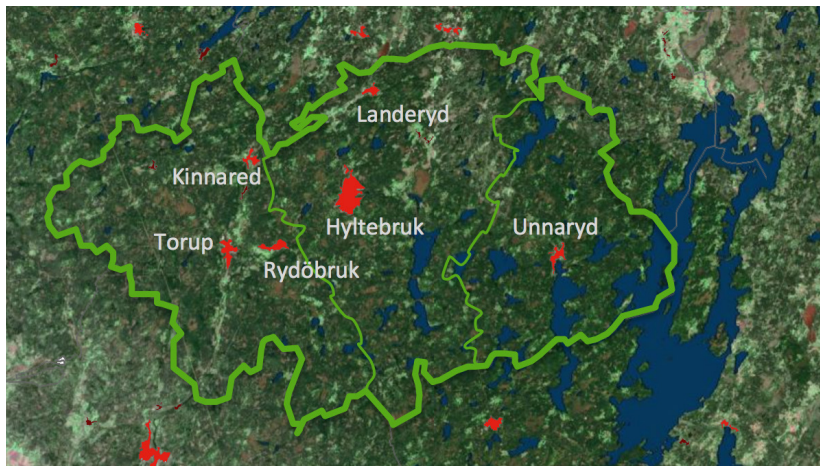 Landeryd
Kinnared
Hyltebruk
Unnaryd
Torup
Rydöbruk